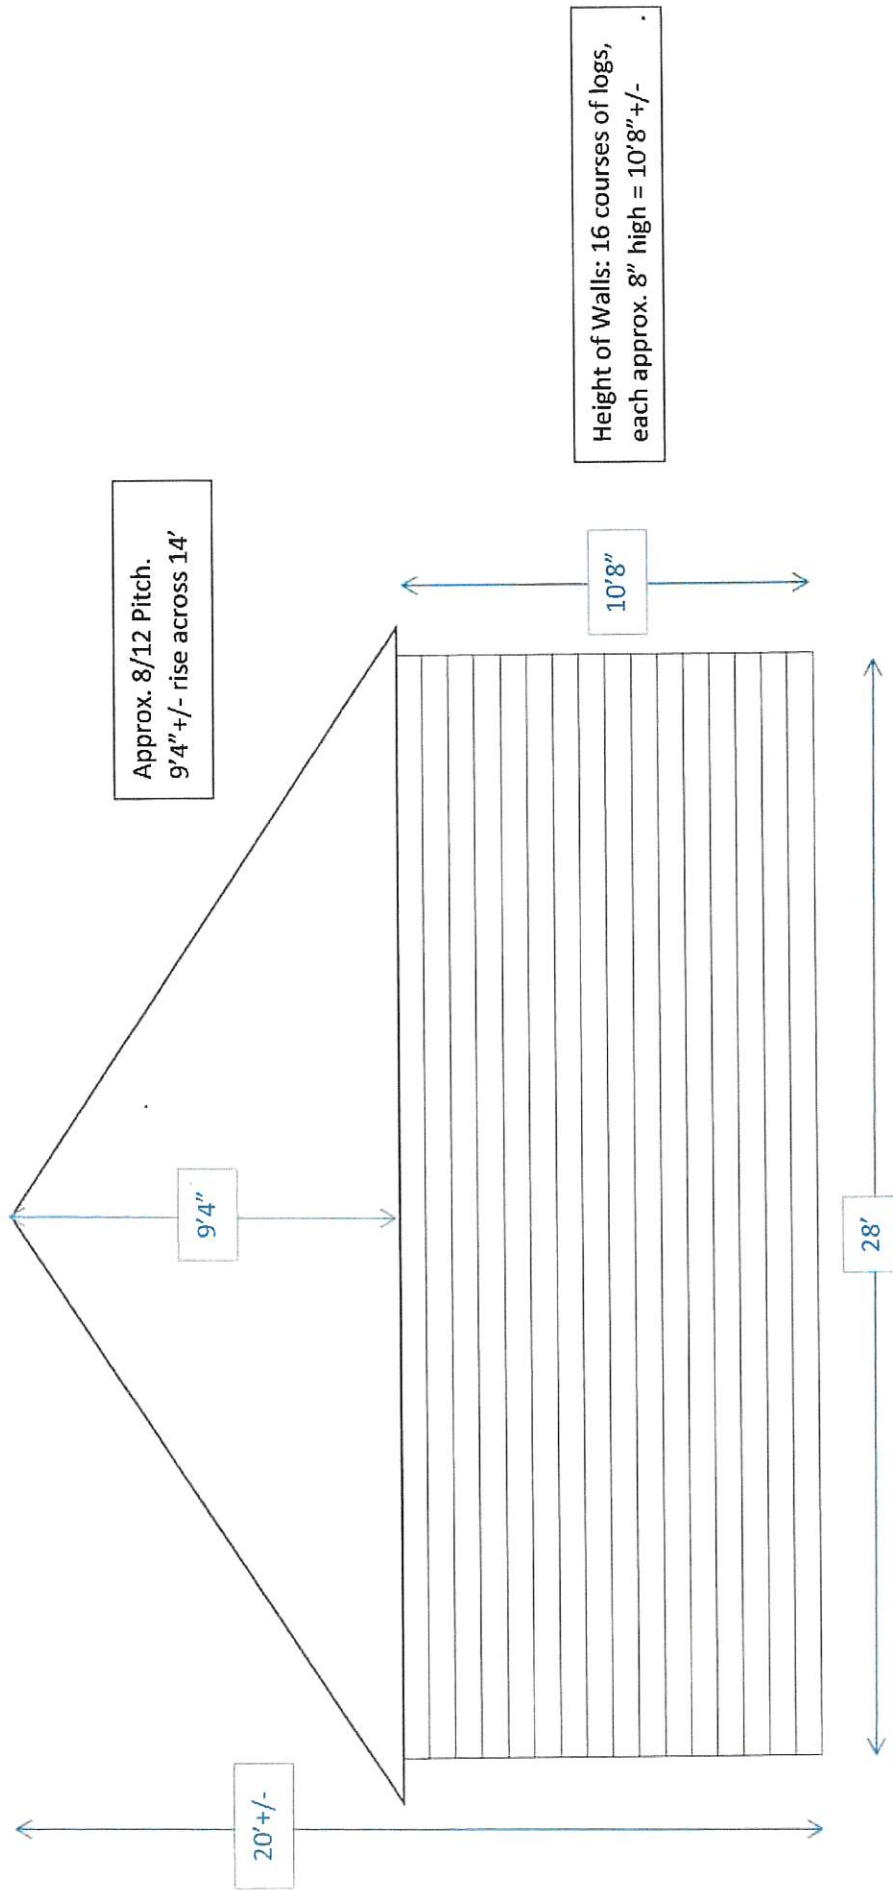 Approx. 8/12 Pitch.
9'4"+/- rise across 14'
Height of Walls: 16 courses of logs,
each approx. 8" high = 10'8"+/-
20'+/-
9'4"
10'8"
28'